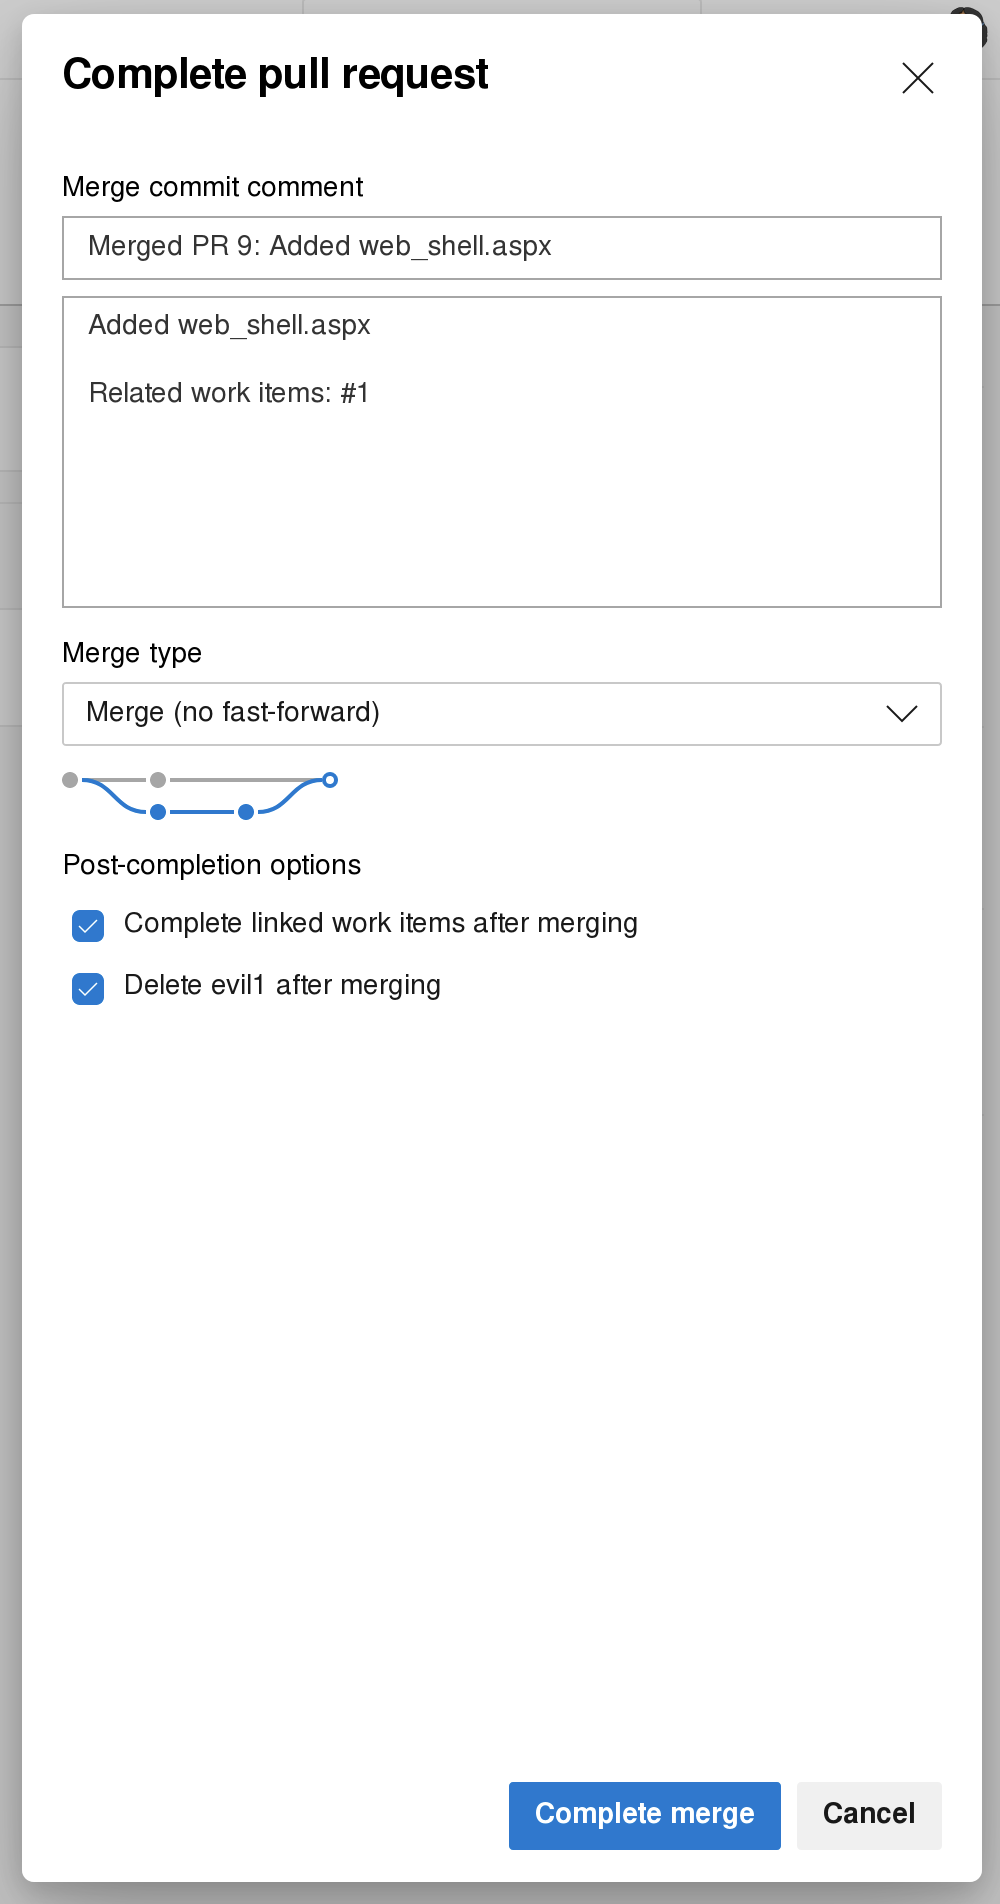 Complete pull request
Merge commit comment
Merged PR 9: Added web_shell.aspx
Added web_shell.aspx
Related work items: #1
Merge type
Merge (no fast-forward)
Post-completion options
Complete linked work items after merging
Delete evil1 after merging
Complete merge
Cancel